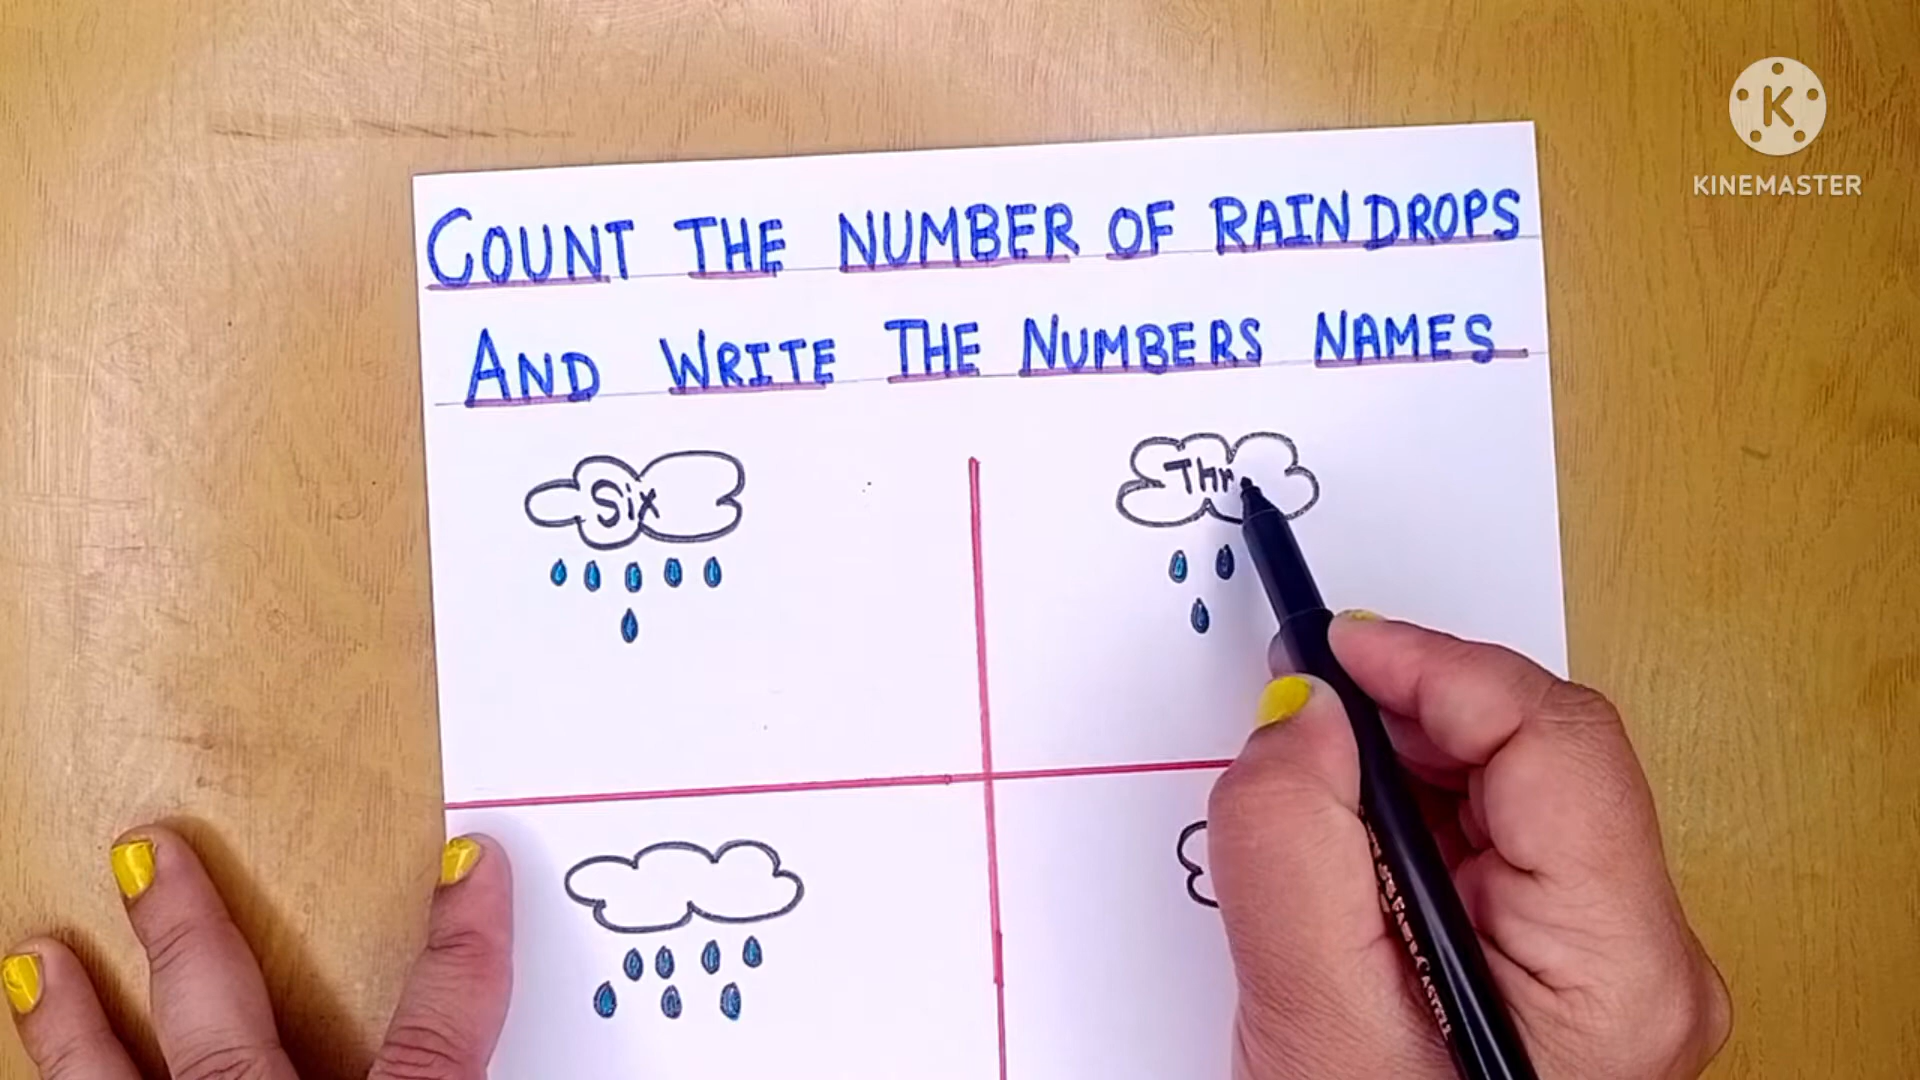 K
KINEMASTER
COUNT THE NUMBER OF RAINDROPS
AND WRITE THE NUMBERS NAMES
Six
Thr